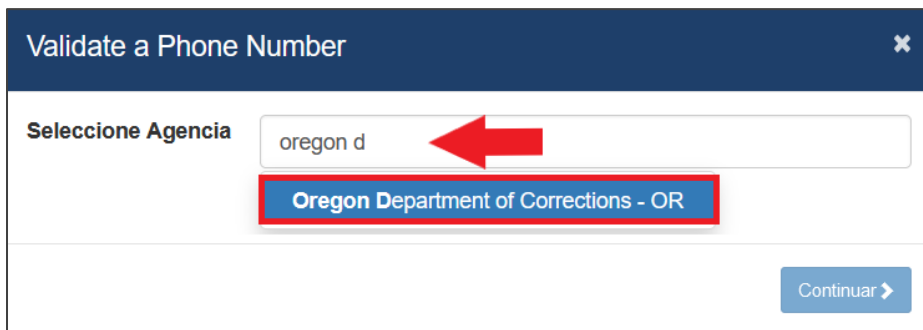 Validate a Phone Number
Seleccione Agencia
oregon d
Oregon Department of Corrections - OR
Continuar